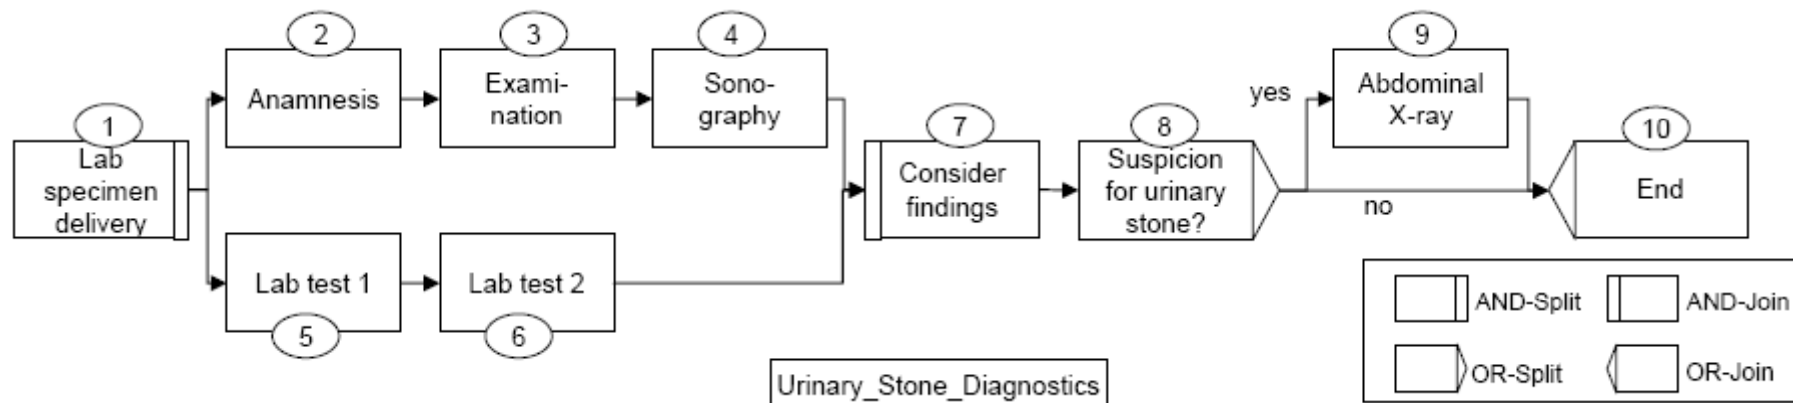 2
3
4
9
Anamnesis
Exami-
nation
Sono-
graphy
yes
Abdominal
X-ray
1
7
8
10
Lab
specimen
delivery
Consider
findings
Suspicion
for urinary
stone?
no
End
Lab test 1
Lab test 2
5
6
AND-Split
AND-Join
OR-Split
OR-Join
Urinary_Stone_Diagnostics